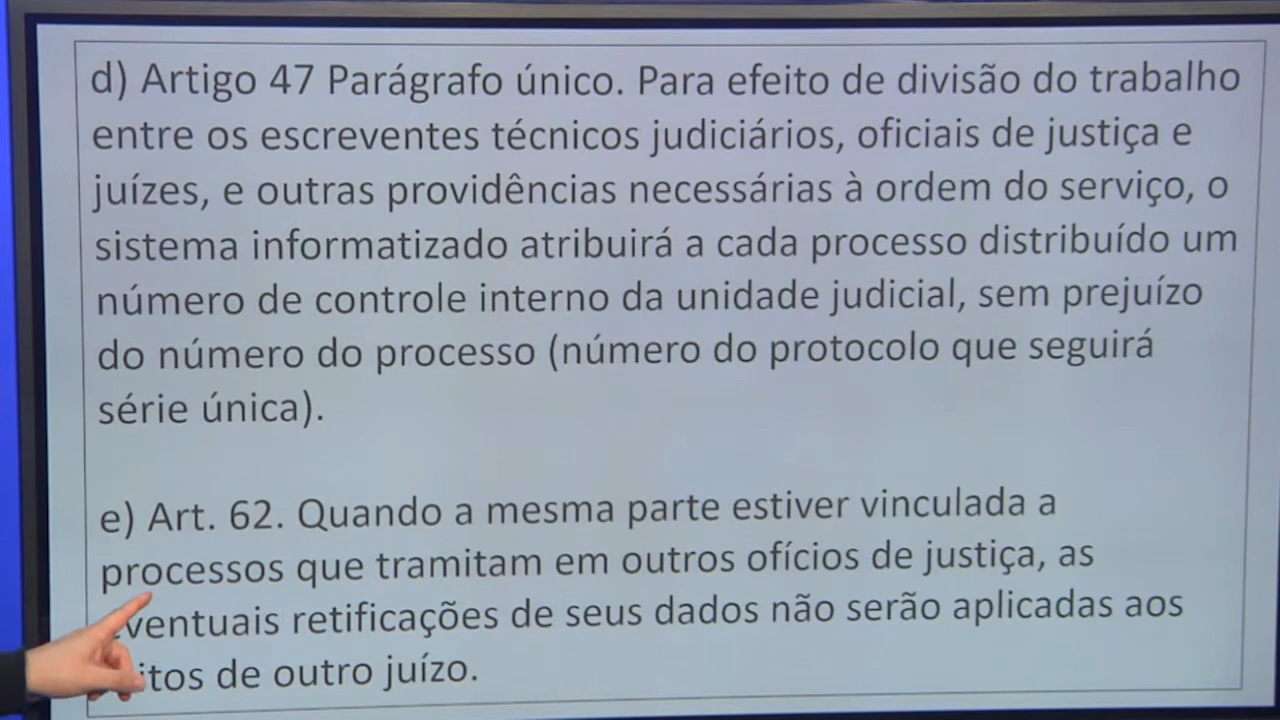 d) Artigo 47 Parágrafo único. Para efeito de divisão do trabalho
entre os escreventes técnicos judiciários, oficiais de justiça e
juízes, e outras providências necessárias à ordem do serviço, o
sistema informatizado atribuirá a cada processo distribuído um
número de controle interno da unidade judicial, sem prejuízo
do número do processo (número do protocolo que seguirá
série única).
e) Art. 62. Quando a mesma parte estiver vinculada a
processos que tramitam em outros ofícios de justiça, as
retificações de seus dados não serão aplicadas aos
de outro juízo.